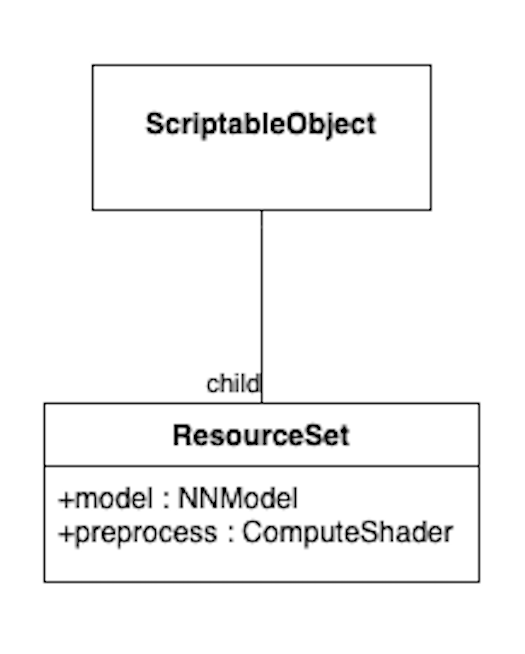 ScriptableObject
child
ResourceSet
+model : NNModel
+preprocess : ComputeShader